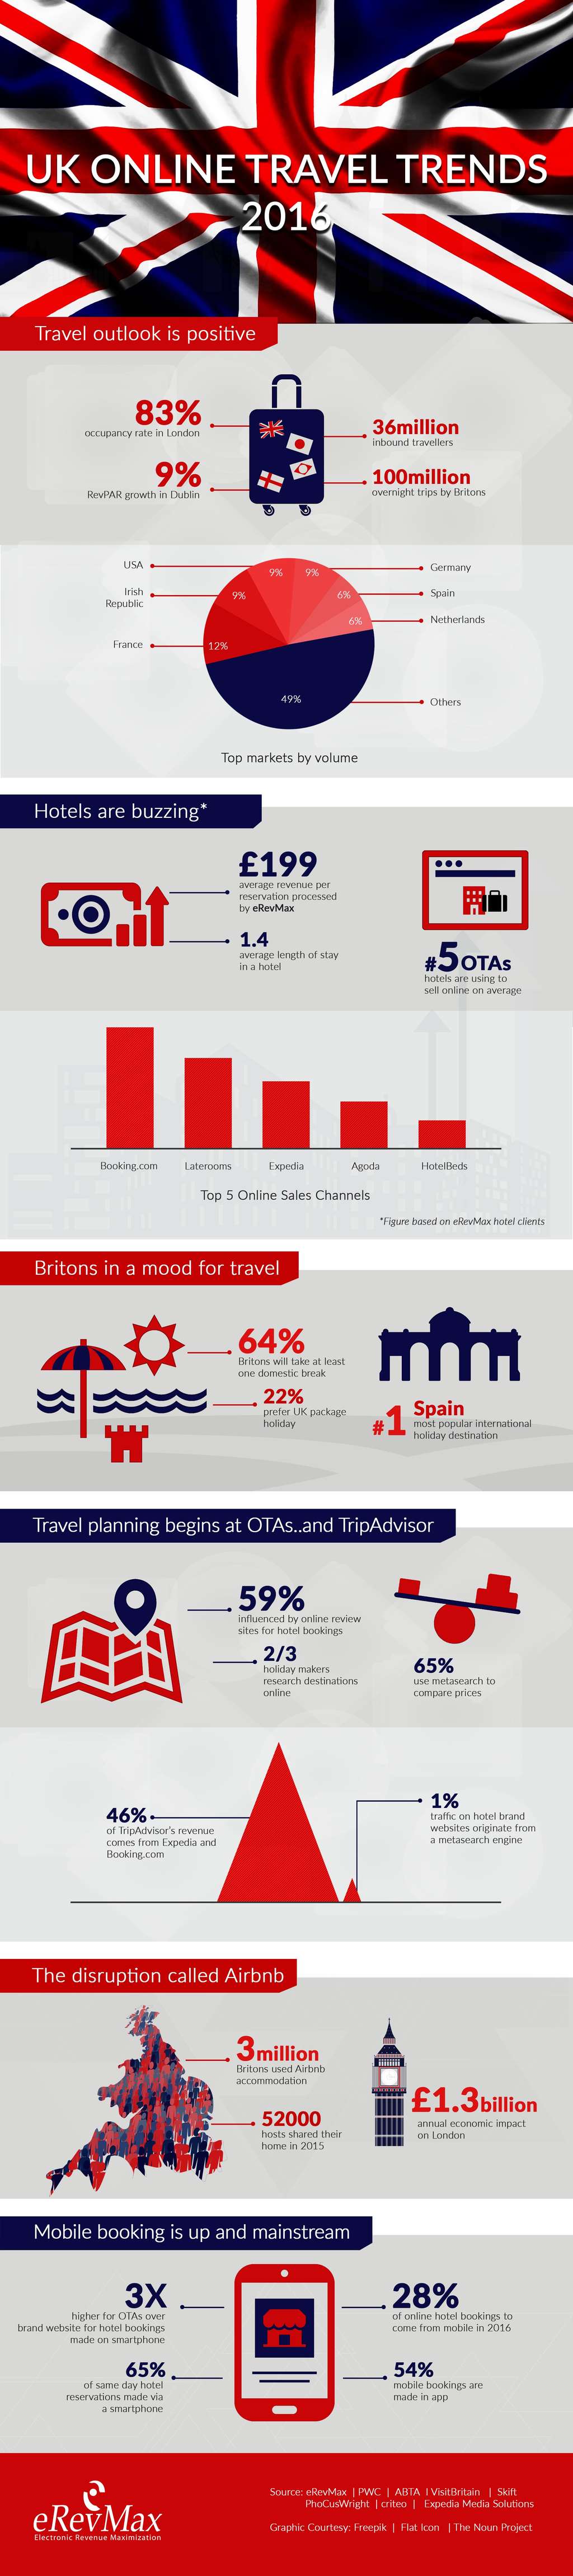 UK ONLINE TRAVEL TRENDS
2016
Travel outlook is positive
83%
occupancy rate in London
9%
RevPAR growth in Dublin
36million
inbound travellers
100million
overnight trips by Britons
USA
Irish
Republic
France
Germany
Spain
Netherlands
Others
9%
9%
9%
6%
6%
12%
49%
Top markets by volume
Hotels are buzzing*
£199
average revenue per
reservation processed
by eRevMax
1.4
average length of stay
in a hotel
#5 OTAs
hotels are using to
sell online on average
Booking.com
Laterooms
Expedia
Agoda
HotelBeds
Top 5 Online Sales Channels
*Figure based on eRevMax hotel clients
Britons in a mood for travel
64%
Britons will take at least
one domestic break
22%
prefer UK package
holiday
#1 Spain
most popular international
holiday destination
Travel planning begins at OTAs..and TripAdvisor
59%
influenced by online review
sites for hotel bookings
2/3
holiday makers
research destinations
online
65%
use metasearch to
compare prices
46%
of TripAdvisor's revenue
comes from Expedia and
Booking.com
1%
traffic on hotel brand
websites originate from
a metasearch engine
The disruption called Airbnb
3million
Britons used Airbnb
accommodation
52000
hosts shared their
home in 2015
£1.3billion
annual economic impact
on London
Mobile booking is up and mainstream
3X
higher for OTAs over
brand website for hotel bookings
made on smartphone
65%
of same day hotel
reservations made via
a smartphone
28%
of online hotel bookings to
come from mobile in 2016
54%
mobile bookings are
made in app
eRevMax
Electronic Revenue Maximization
Source: eRevMax | PWC | ABTA | VisitBritain | Skift
PhoCusWright | criteo | Expedia Media Solutions
Graphic Courtesy: Freepik | Flat Icon | The Noun Project